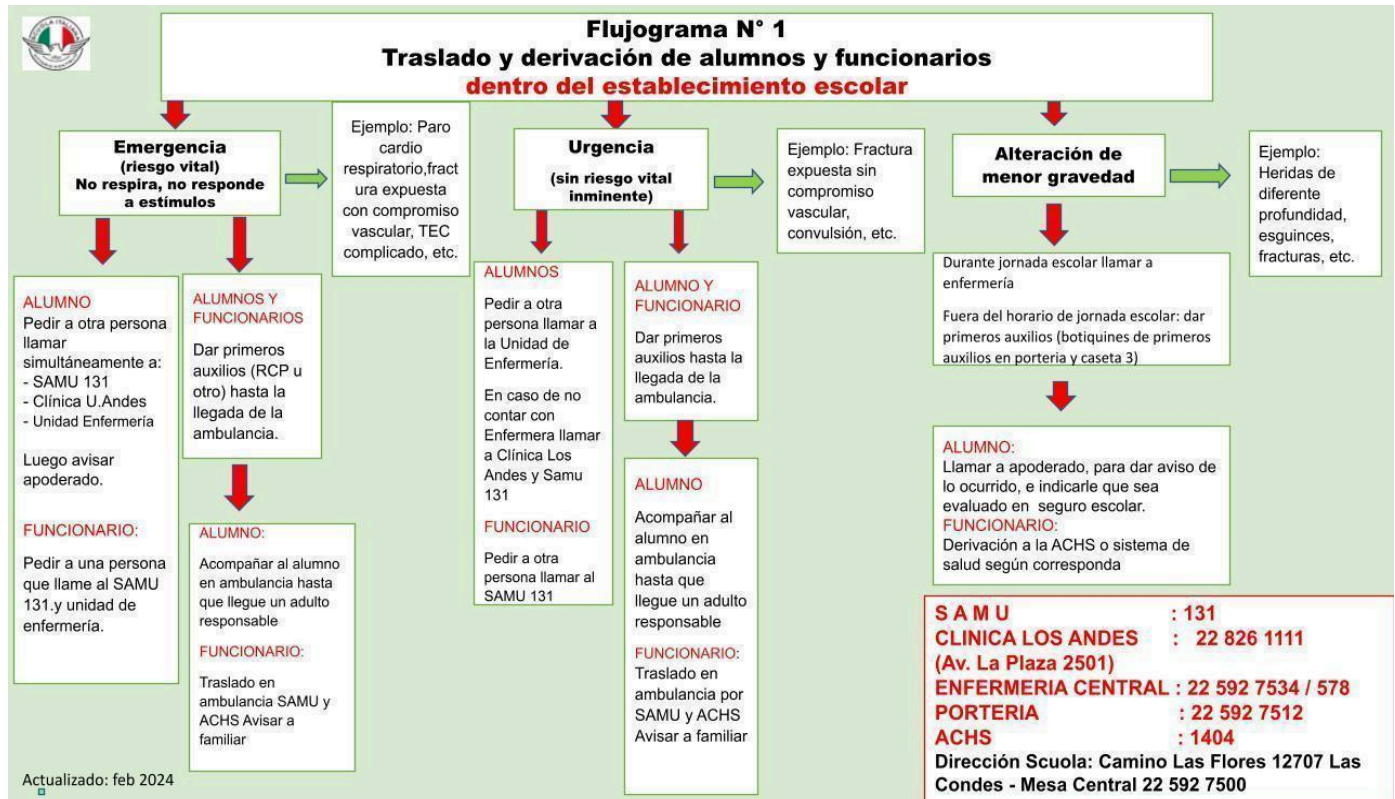 Flujograma N° 1
Traslado y derivación de alumnos y funcionarios
dentro del establecimiento escolar
SCUOLA ITALIANA
Emergencia
(riesgo vital)
No respira, no responde
a estímulos
Ejemplo: Paro
cardio
respiratorio,fract
ura expuesta
con compromiso
vascular, TEC
complicado, etc.
ALUMNO
Pedir a otra persona
llamar
simultáneamente a:
- SAMU 131
- Clínica U.Andes
- Unidad Enfermería
Luego avisar
apoderado.
FUNCIONARIO:
Pedir a una persona
que llame al SAMU
131.y unidad de
enfermería.
ALUMNOS Y
FUNCIONARIOS
Dar primeros
auxilios (RCP u
otro) hasta la
llegada de la
ambulancia.
ALUMNO:
Acompañar al alumno
en ambulancia hasta
que llegue un adulto
responsable
FUNCIONARIO:
Traslado en
ambulancia SAMU y
ACHS Avisar a
familiar
Urgencia
(sin riesgo vital
inminente)
Ejemplo: Fractura
expuesta sin
compromiso
vascular,
convulsión, etc.
ALUMNOS
Pedir a otra
persona llamar a
la Unidad de
Enfermería.
En caso de no
contar con
Enfermera llamar
a Clínica Los
Andes y Samu
131
FUNCIONARIO
Pedir a otra
persona llamar al
SAMU 131
ALUMNO Y
FUNCIONARIO
Dar primeros
auxilios hasta la
llegada de la
ambulancia.
ALUMNO
Acompañar al
alumno en
ambulancia
hasta que
llegue un adulto
responsable
FUNCIONARIO:
Traslado en
ambulancia por
SAMU y ACHS
Avisar a familiar
Alteración de
menor gravedad
Ejemplo:
Heridas de
diferente
profundidad,
esguinces,
fracturas, etc.
Durante jornada escolar llamar a
enfermería
Fuera del horario de jornada escolar: dar
primeros auxilios (botiquines de primeros
auxilios en porteria y caseta 3)
ALUMNO:
Llamar a apoderado, para dar aviso de
lo ocurrido, e indicarle que sea
evaluado en seguro escolar.
FUNCIONARIO:
Derivación a la ACHS o sistema de
salud según corresponda
S A M U : 131
CLINICA LOS ANDES : 22 826 1111
(Av. La Plaza 2501)
ENFERMERIA CENTRAL : 22 592 7534 / 578
PORTERIA : 22 592 7512
ACHS : 1404
Dirección Scuola: Camino Las Flores 12707 Las
Condes - Mesa Central 22 592 7500
Actualizado: feb 2024